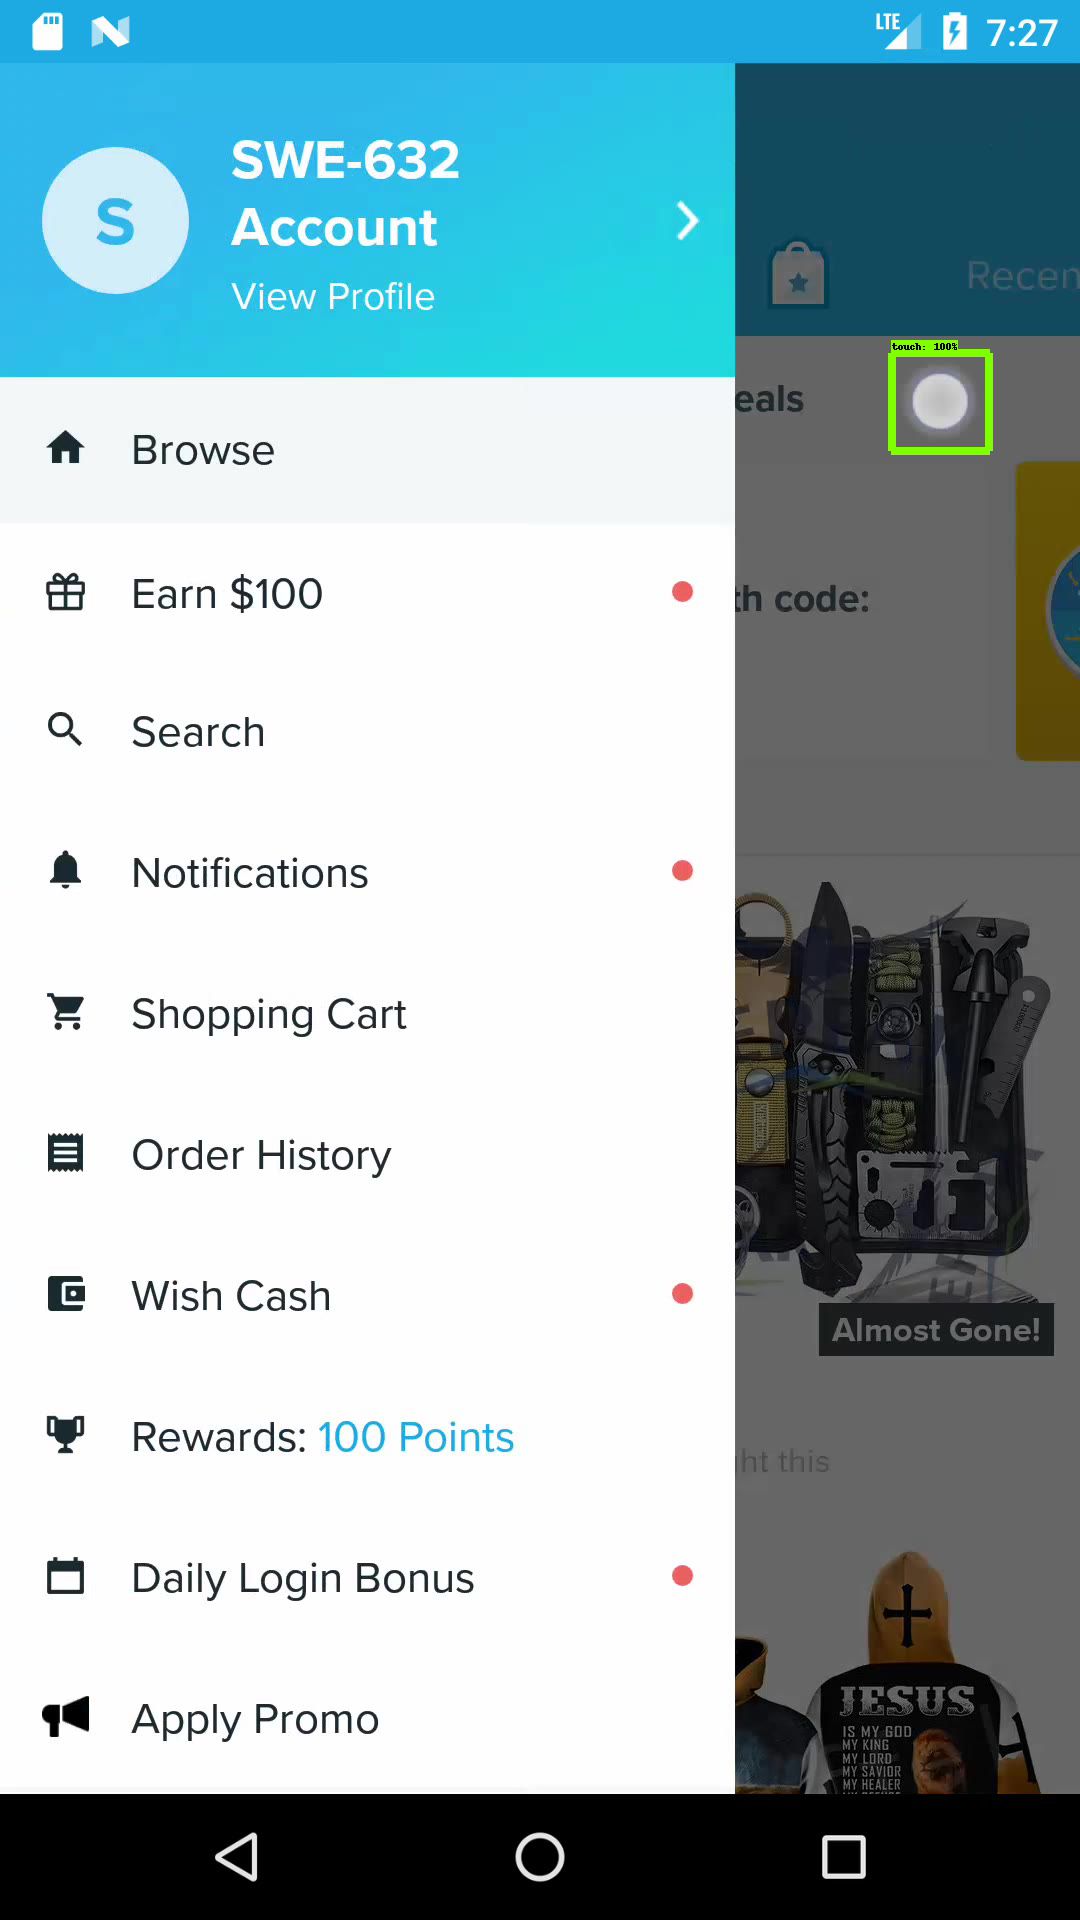 LTE 7:27
SWE-632
Account
View Profile
S
Recen
touch: 100%
eals
Browse
Earn $100
th code:
Search
Notifications
Shopping Cart
Order History
Wish Cash
Almost Gone!
Rewards: 100 Points
ht this
Daily Login Bonus
Apply Promo
JESUS
IS MY GOD
MY KING
MY LORD
MY SAVIOR
MY HEALER